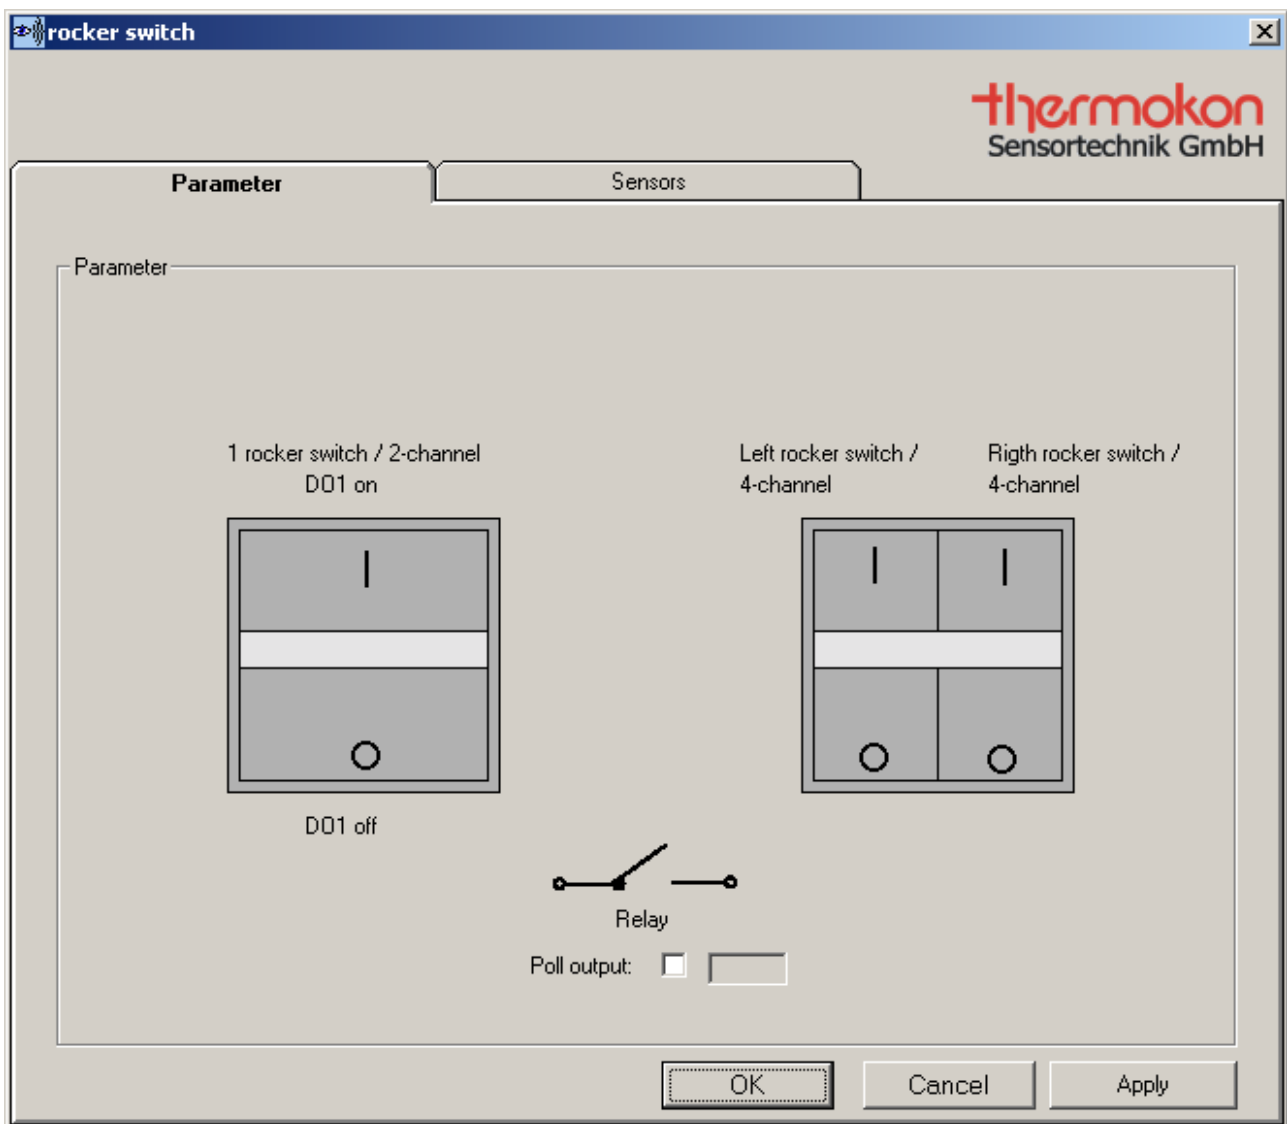 rocker switch
thermokon
Sensortechnik GmbH
Parameter
Sensors
Parameter
1 rocker switch / 2-channel
DO1 on
Left rocker switch /
4-channel
Rigth rocker switch /
4-channel
DO1 off
Relay
Poll output:
OK
Cancel
Apply